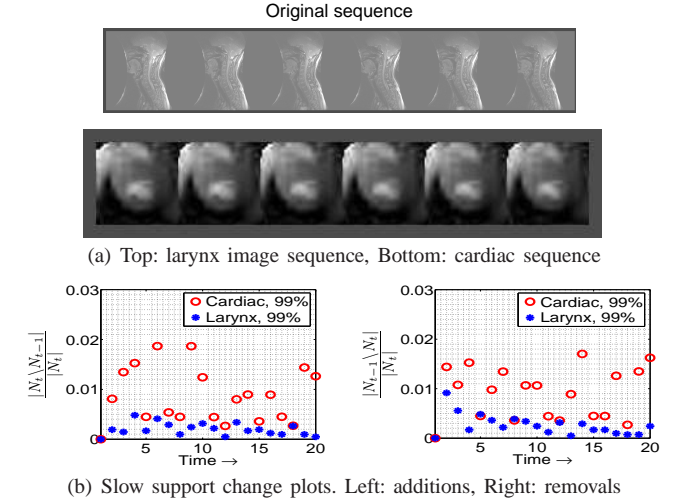 Original sequence
(a) Top: larynx image sequence, Bottom: cardiac sequence
0.03
0.02
0.01
0
|N_t \ N_{t−1}|
|N_t|
Cardiac, 99%
Larynx, 99%
5 10 15 20
Time →
0.03
0.02
0.01
0
|N_{t−1} \ N_t|
|N_t|
Cardiac, 99%
Larynx, 99%
5 10 15 20
Time →
(b) Slow support change plots. Left: additions, Right: removals